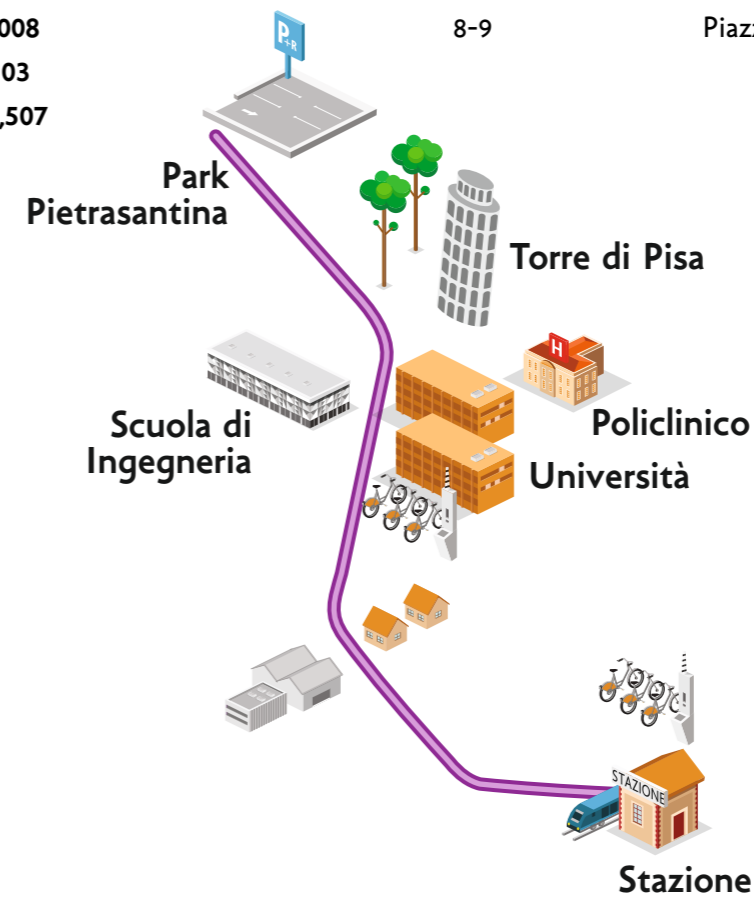 008
8-9
Piazz
03
,507
P+R
Park
Pietrasantina
Torre di Pisa
H
Scuola di
Ingegneria
Policlinico
Università
STAZIONE
Stazione